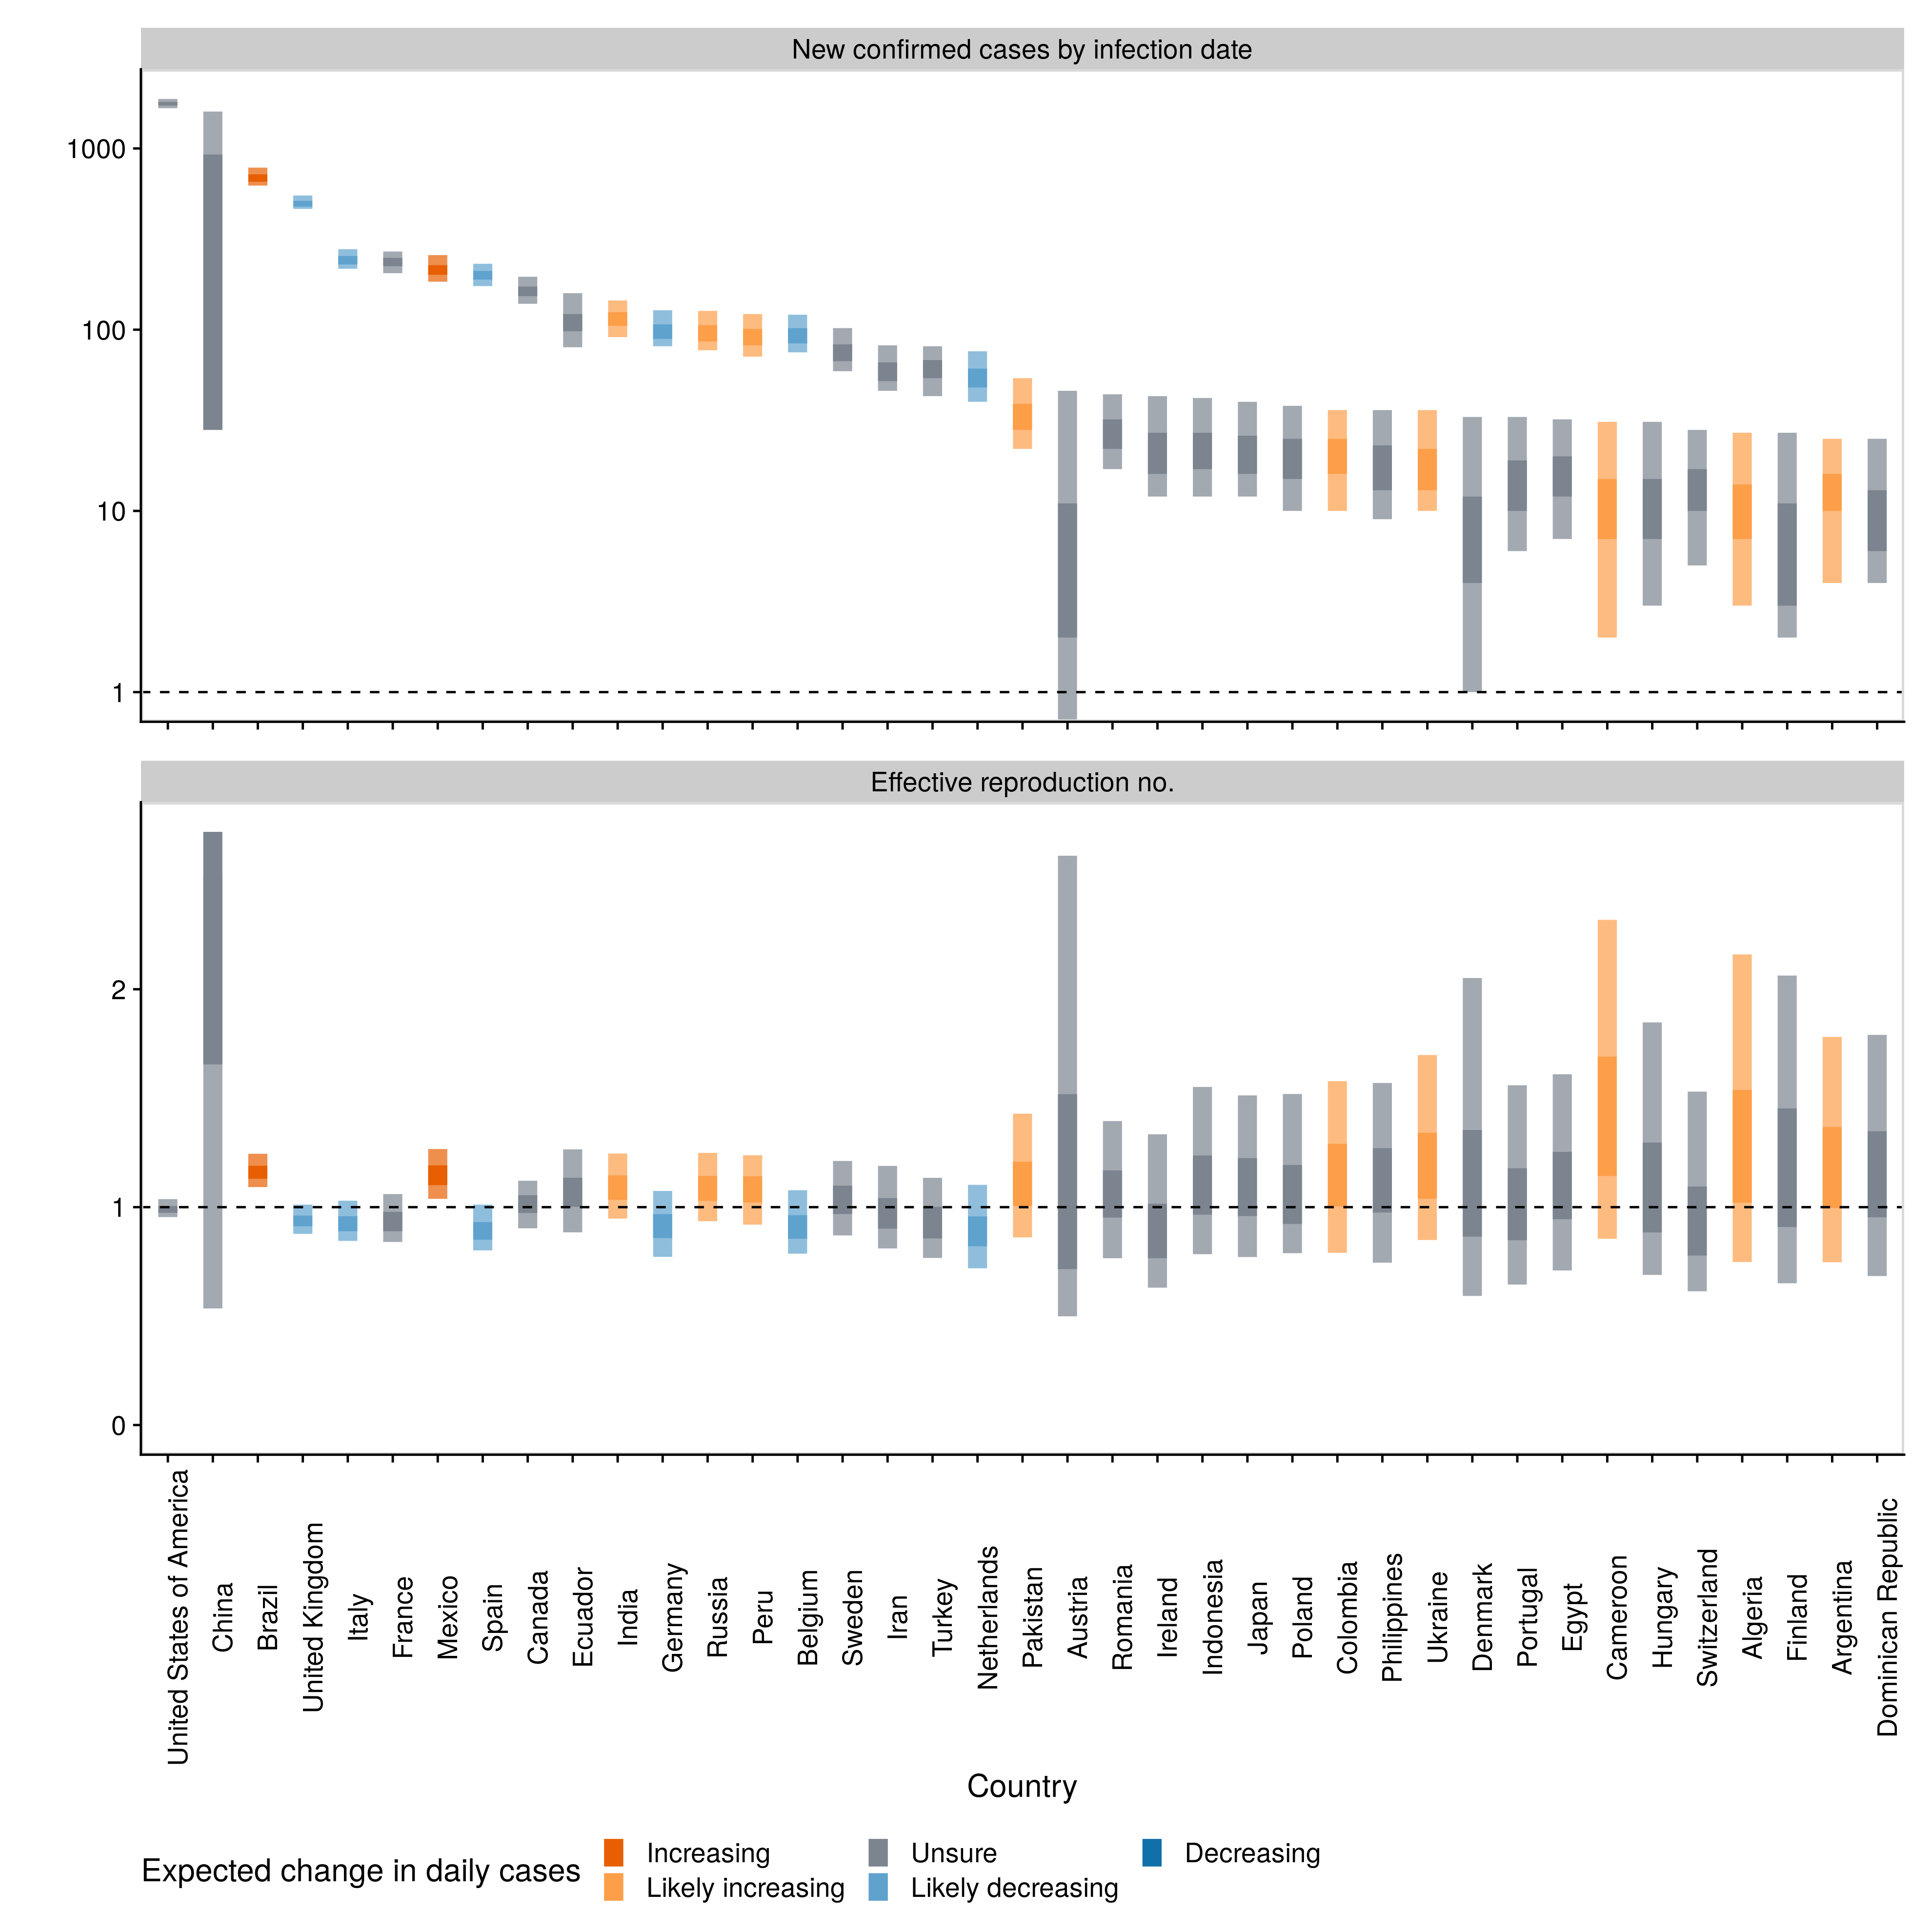 New confirmed cases by infection date
1000
100
10
1
Effective reproduction no.
2
1
0
United States of America
China
Brazil
United Kingdom
Italy
France
Mexico
Spain
Canada
Ecuador
India
Germany
Russia
Peru
Belgium
Sweden
Iran
Turkey
Netherlands
Pakistan
Austria
Romania
Ireland
Indonesia
Japan
Poland
Colombia
Philippines
Ukraine
Denmark
Portugal
Egypt
Cameroon
Hungary
Switzerland
Algeria
Finland
Argentina
Dominican Republic
Country
Expected change in daily cases
Increasing
Unsure
Decreasing
Likely increasing
Likely decreasing